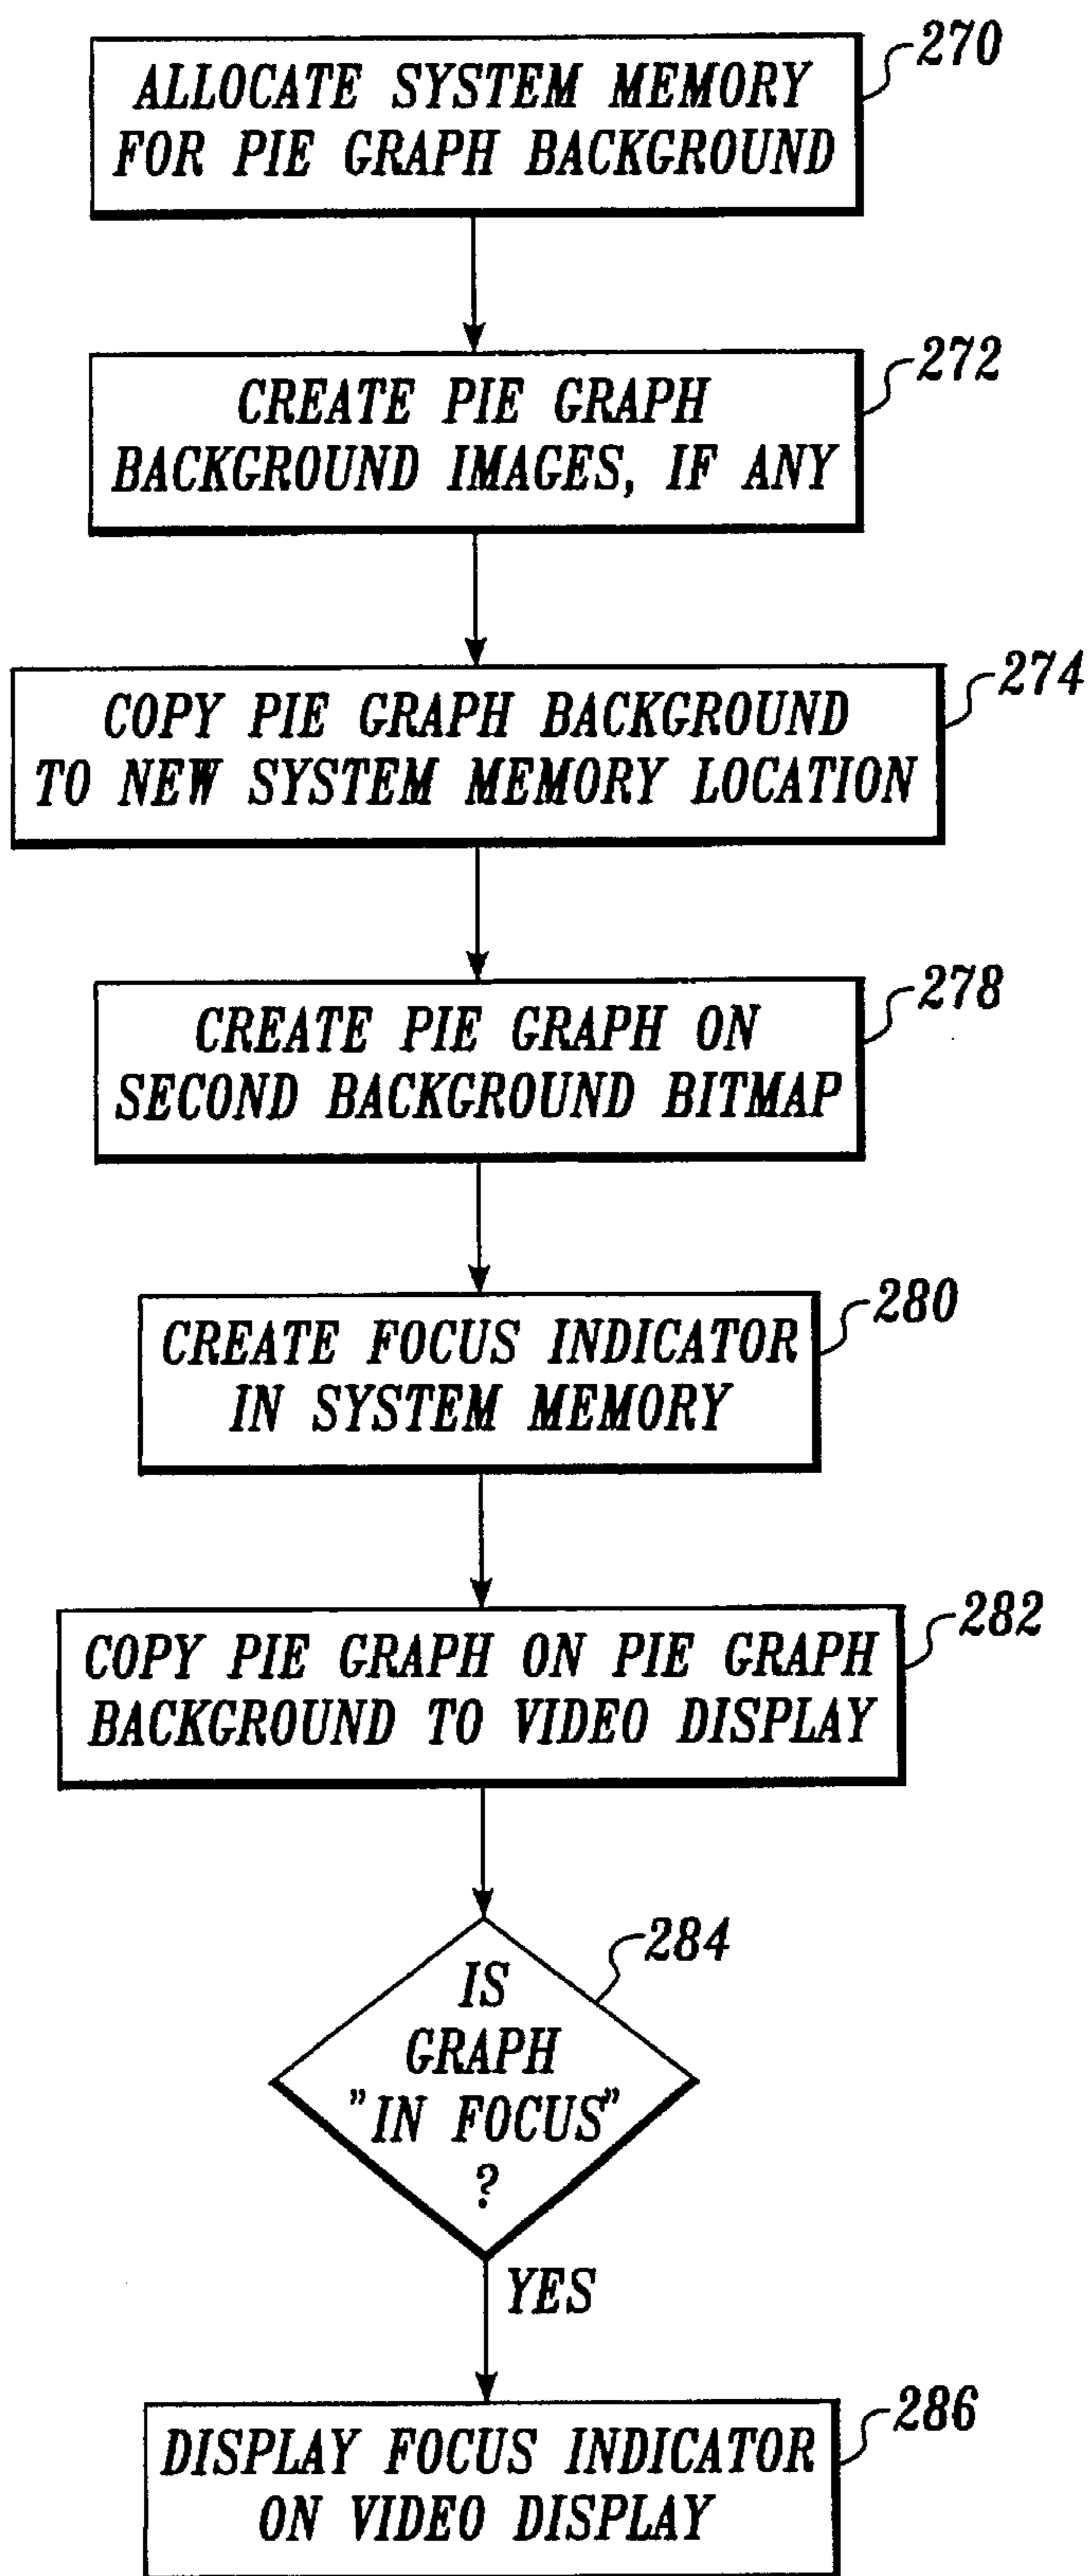 270
ALLOCATE SYSTEM MEMORY
FOR PIE GRAPH BACKGROUND
272
CREATE PIE GRAPH
BACKGROUND IMAGES, IF ANY
274
COPY PIE GRAPH BACKGROUND
TO NEW SYSTEM MEMORY LOCATION
278
CREATE PIE GRAPH ON
SECOND BACKGROUND BITMAP
280
CREATE FOCUS INDICATOR
IN SYSTEM MEMORY
282
COPY PIE GRAPH ON PIE GRAPH
BACKGROUND TO VIDEO DISPLAY
284
IS
GRAPH
"IN FOCUS"
?
YES
286
DISPLAY FOCUS INDICATOR
ON VIDEO DISPLAY